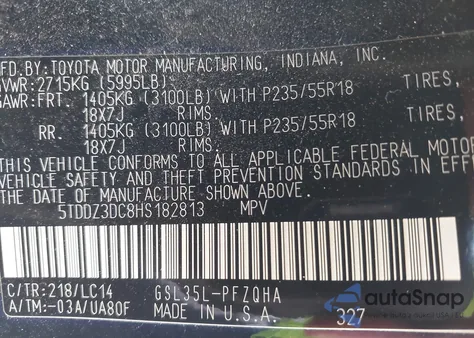 MFD.BY:TOYOTA MOTOR MANUFACTURING, INDIANA, INC.
GVWR:2715KG (5995LB)
GAWR:FRT. 1405KG (3100LB) WITH P235/55R18 TIRES,
18X7J RIMS.
RR. 1405KG (3100LB) WITH P235/55R18 TIRES,
18X7J RIMS.
THIS VEHICLE CONFORMS TO ALL APPLICABLE FEDERAL MOTOR
VEHICLE SAFETY AND THEFT PREVENTION STANDARDS IN
THE DATE OF MANUFACTURE SHOWN ABOVE.
5TDDZ3DC8HS182813 MPV
C/TR:218/LC14 GSL35L-PFZQHA
A/TM:-03A/UA80F MADE IN U.S.A. 327
autoSnap